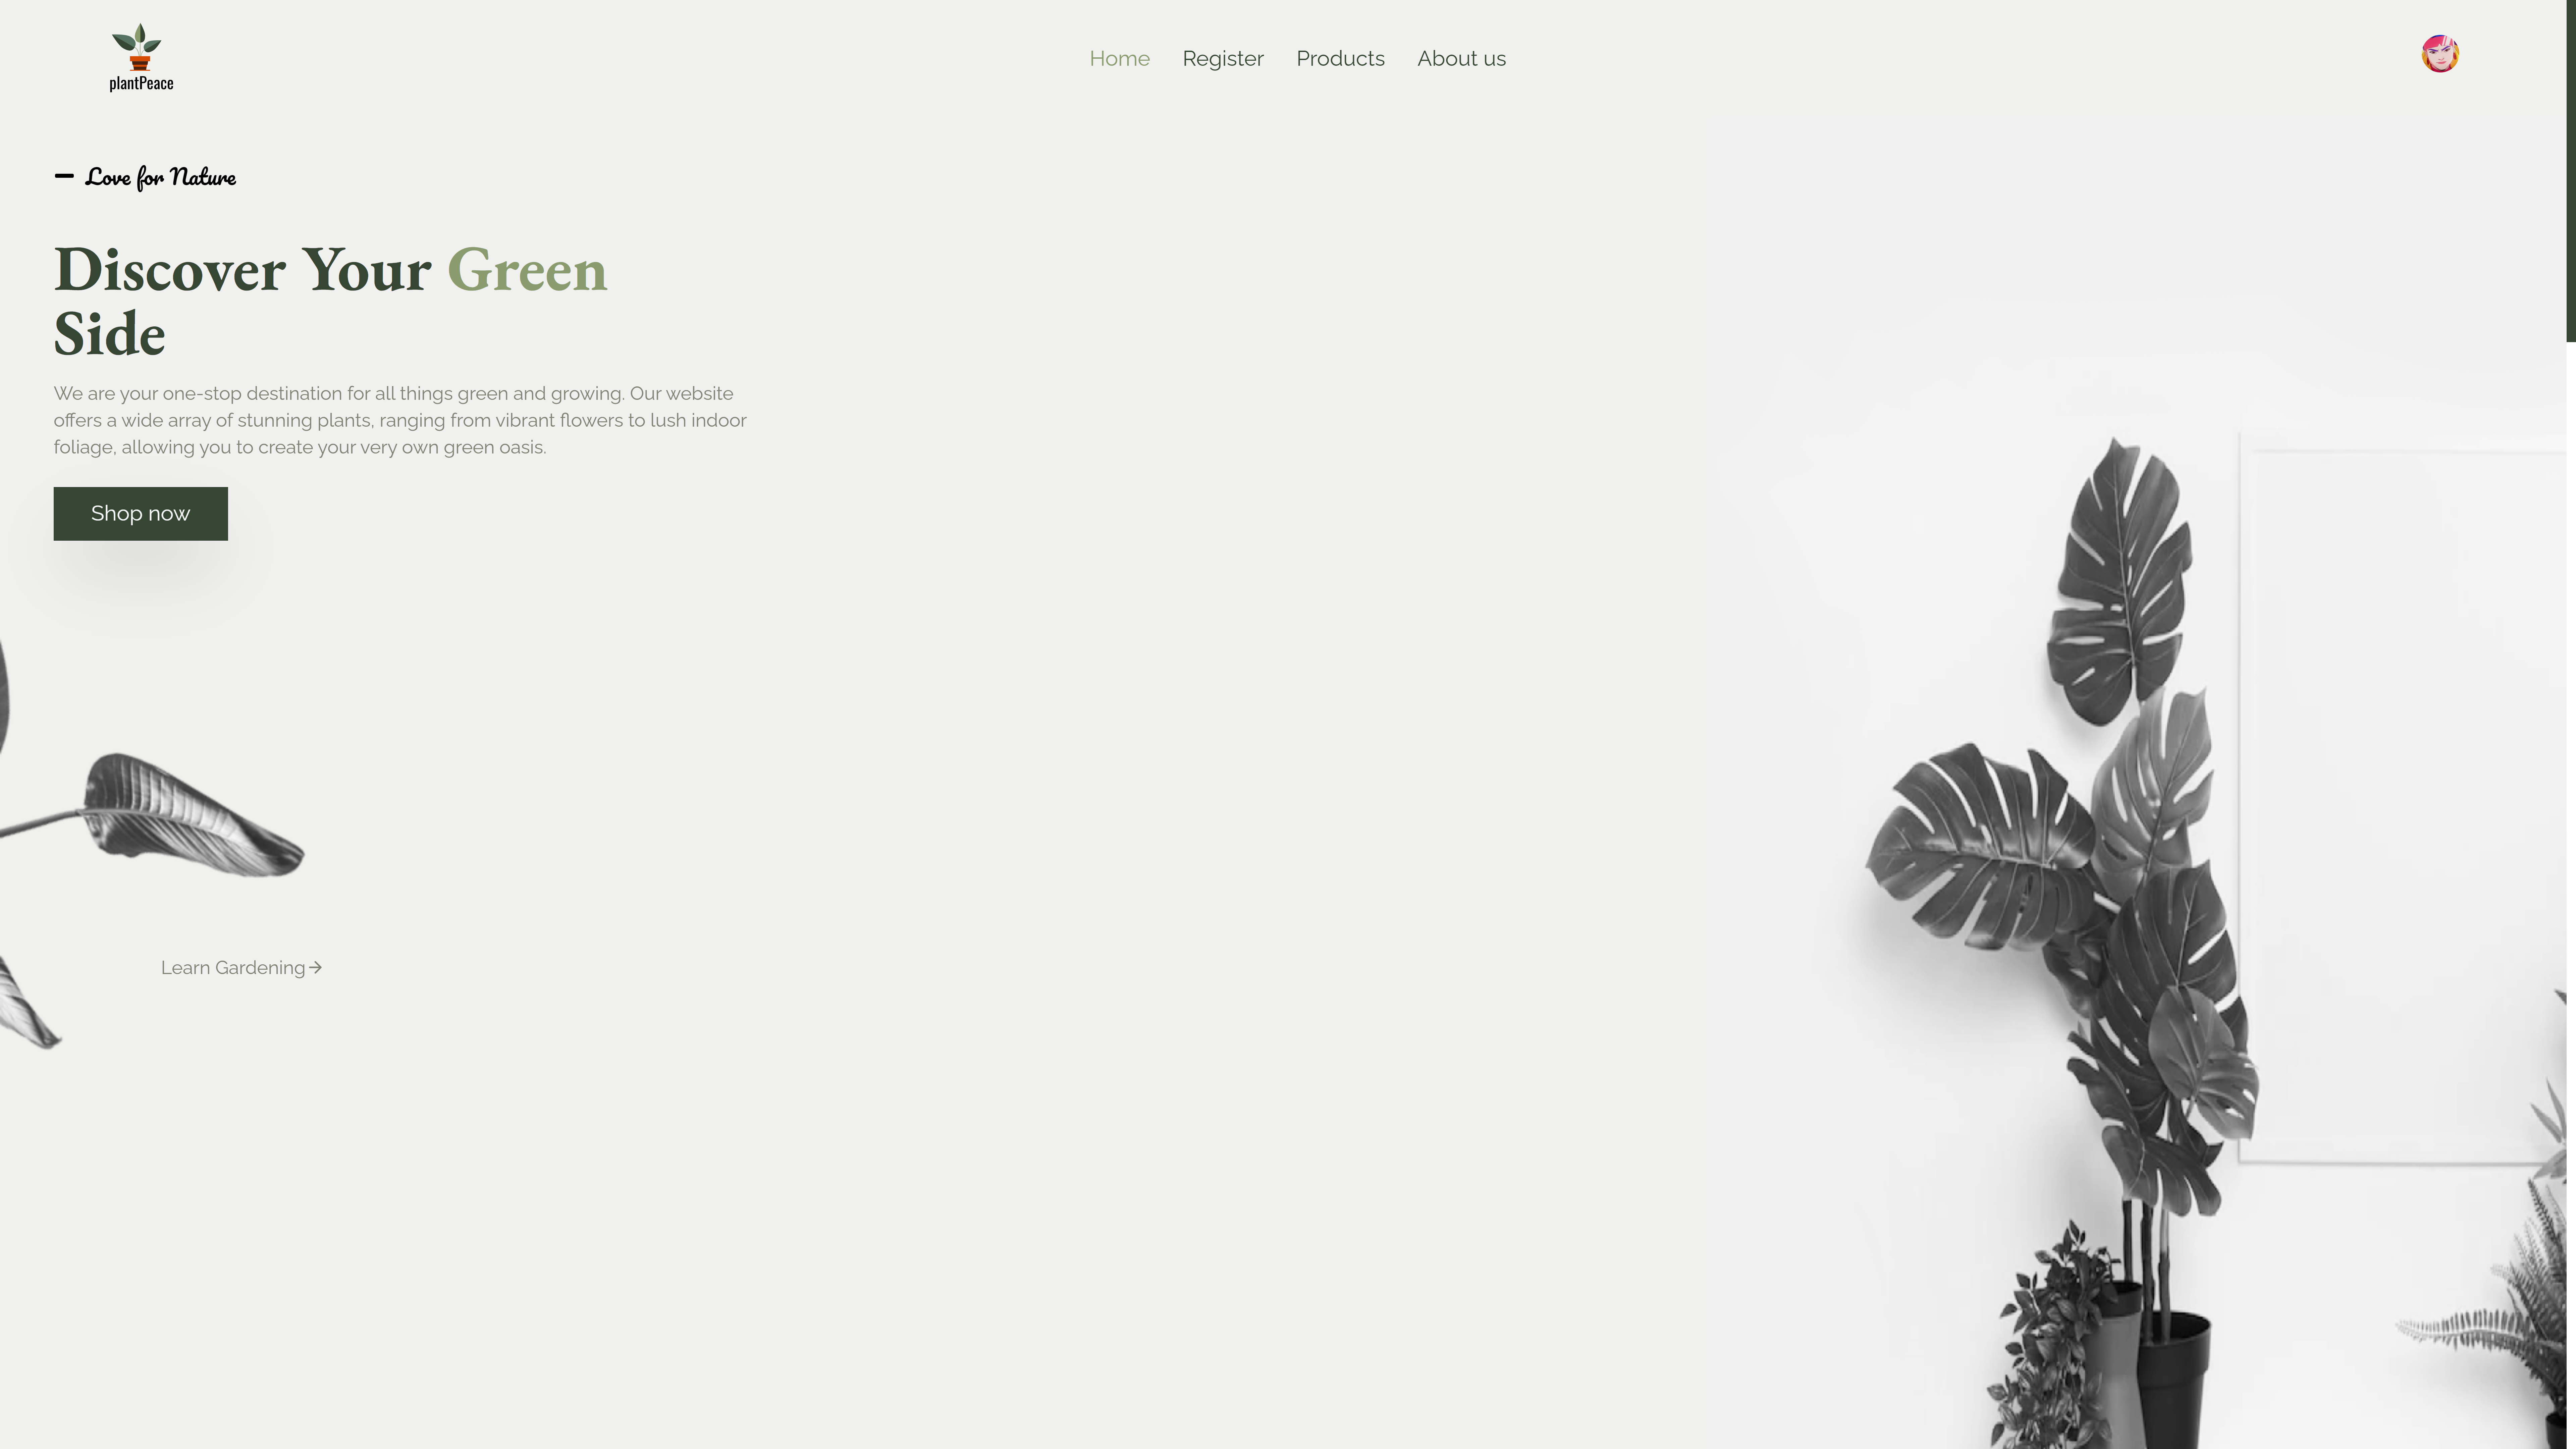 plantPeace
Home Register Products About us
Love for Nature
Discover Your Green
Side
We are your one-stop destination for all things green and growing. Our website
offers a wide array of stunning plants, ranging from vibrant flowers to lush indoor
foliage, allowing you to create your very own green oasis.
Shop now
Learn Gardening